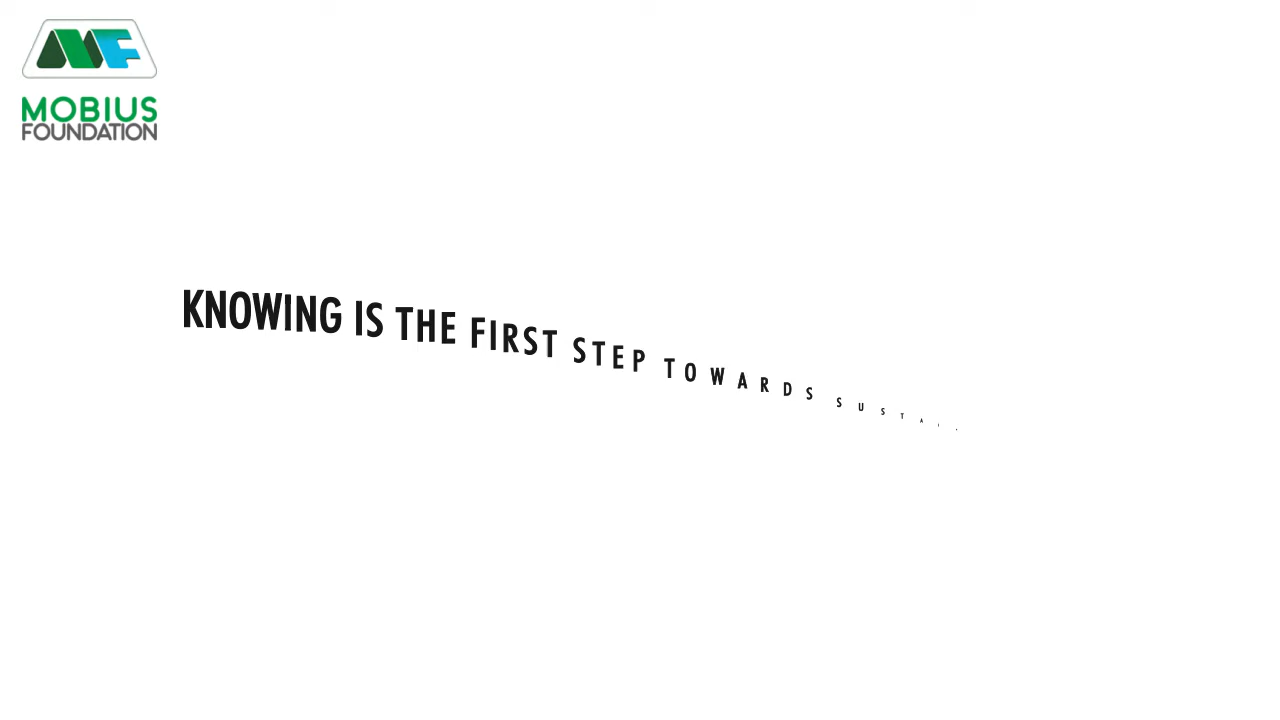 MOBIUS
FOUNDATION
KNOWING IS THE FIRST STEP TOWARDS